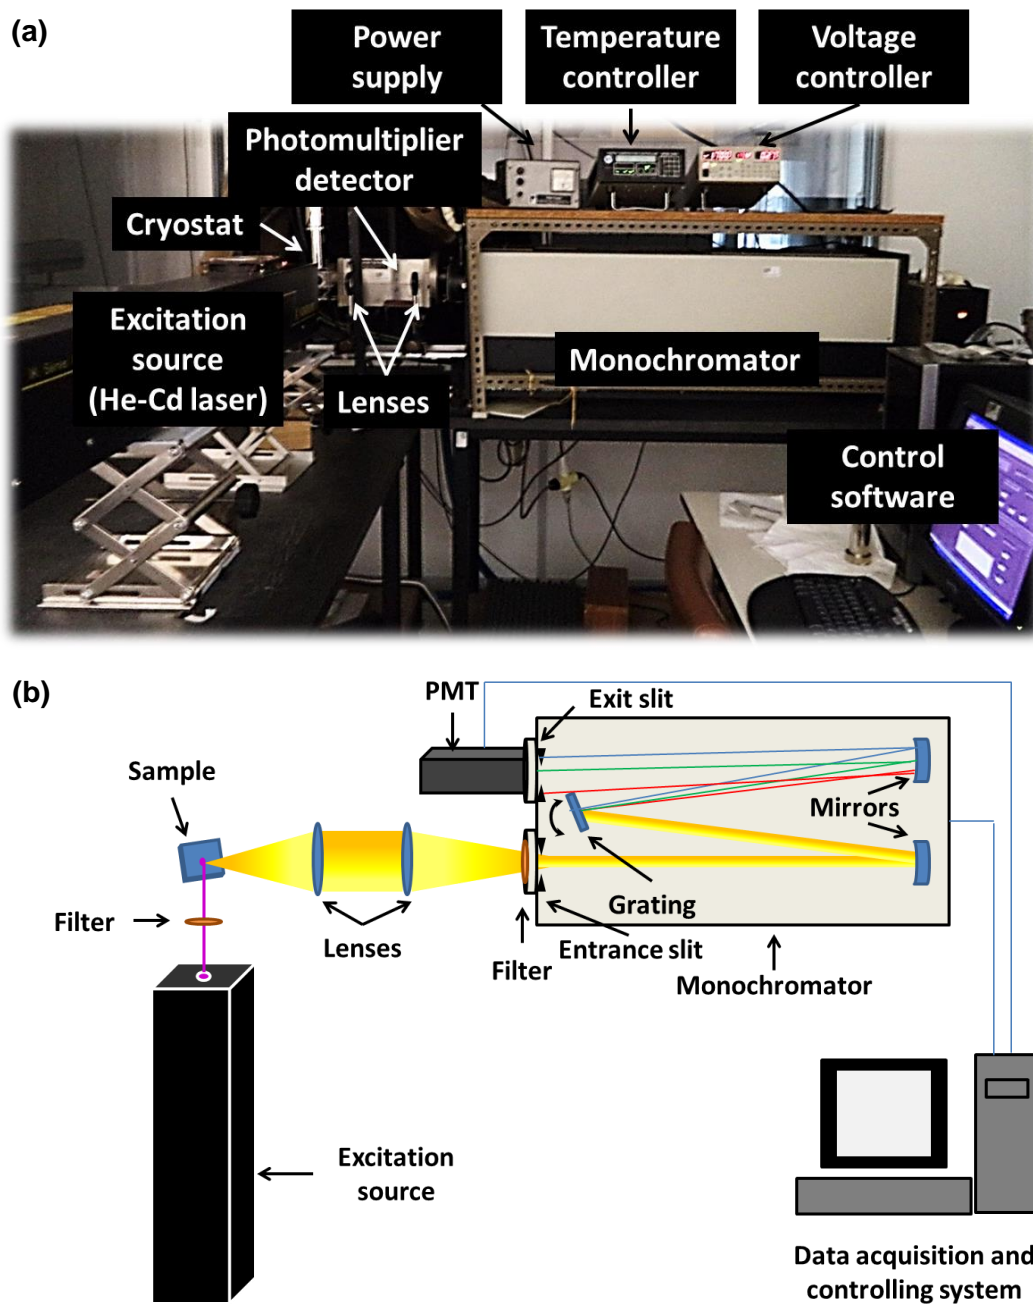 (a)
Power
supply
Temperature
controller
Voltage
controller
Photomultiplier
detector
Cryostat
Excitation
source
(He-Cd laser)
Lenses
Monochromator
Control
software
(b)
PMT
Exit slit
Sample
Mirrors
Filter
Lenses
Grating
Entrance slit
Filter
Monochromator
Excitation
source
Data acquisition and
controlling system